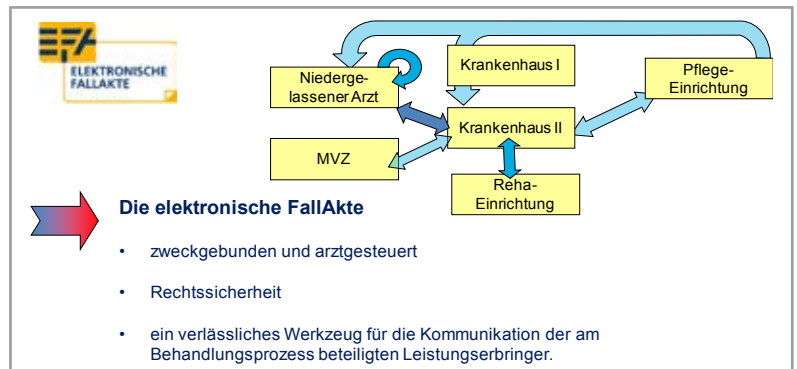 EFA
ELEKTRONISCHE
FALLAKTE
Niederge-
lassener Arzt
Krankenhaus I
Pflege-
Einrichtung
Krankenhaus II
MVZ
Reha-
Einrichtung
Die elektronische FallAkte
• zweckgebunden und arztgesteuert
• Rechtssicherheit
• ein verlässliches Werkzeug für die Kommunikation der am
Behandlungsprozess beteiligten Leistungserbringer.